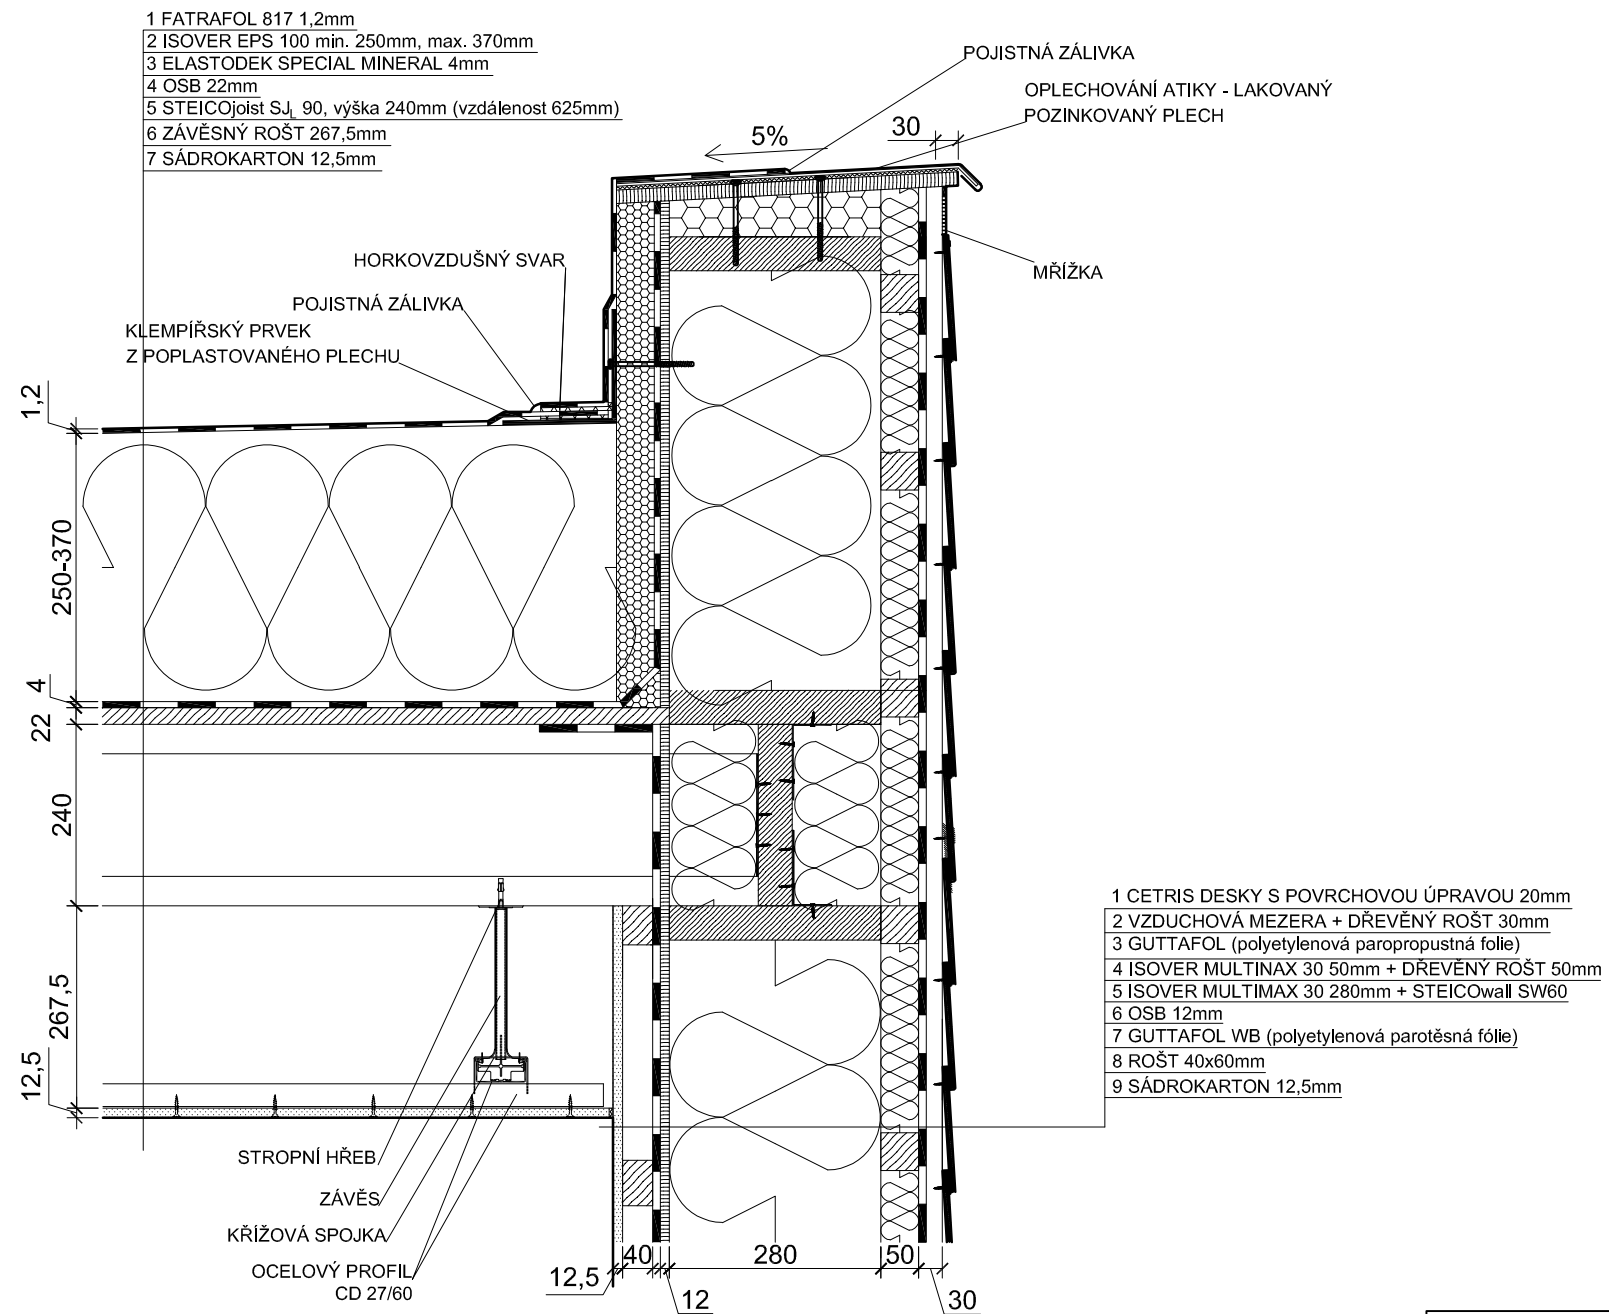 1 FATRAFOL 817 1,2mm
2 ISOVER EPS 100 min. 250mm, max. 370mm
3 ELASTODEK SPECIAL MINERAL 4mm
4 OSB 22mm
5 STEICOjoist SJL 90, výška 240mm (vzdálenost 625mm)
6 ZÁVĚSNÝ ROŠT 267,5mm
7 SÁDROKARTON 12,5mm
POJISTNÁ ZÁLIVKA
OPLECHOVÁNÍ ATIKY - LAKOVANÝ
POZINKOVANÝ PLECH
5%
30
MŘÍŽKA
HORKOVZDUŠNÝ SVAR
POJISTNÁ ZÁLIVKA
KLEMPÍŘSKÝ PRVEK
Z POPLASTOVANÉHO PLECHU
1,2
250-370
4
22
240
267,5
12,5
1 CETRIS DESKY S POVRCHOVOU ÚPRAVOU 20mm
2 VZDUCHOVÁ MEZERA + DŘEVĚNÝ ROŠT 30mm
3 GUTTAFOL (polyetylenová paropropustná folie)
4 ISOVER MULTINAX 30 50mm + DŘEVĚNÝ ROŠT 50mm
5 ISOVER MULTIMAX 30 280mm + STEICOwall SW60
6 OSB 12mm
7 GUTTAFOL WB (polyetylenová parotěsná fólie)
8 ROŠT 40x60mm
9 SÁDROKARTON 12,5mm
STROPNÍ HŘEB
ZÁVĚS
KŘÍŽOVÁ SPOJKA
OCELOVÝ PROFIL
CD 27/60
12,5
40
12
280
50
30